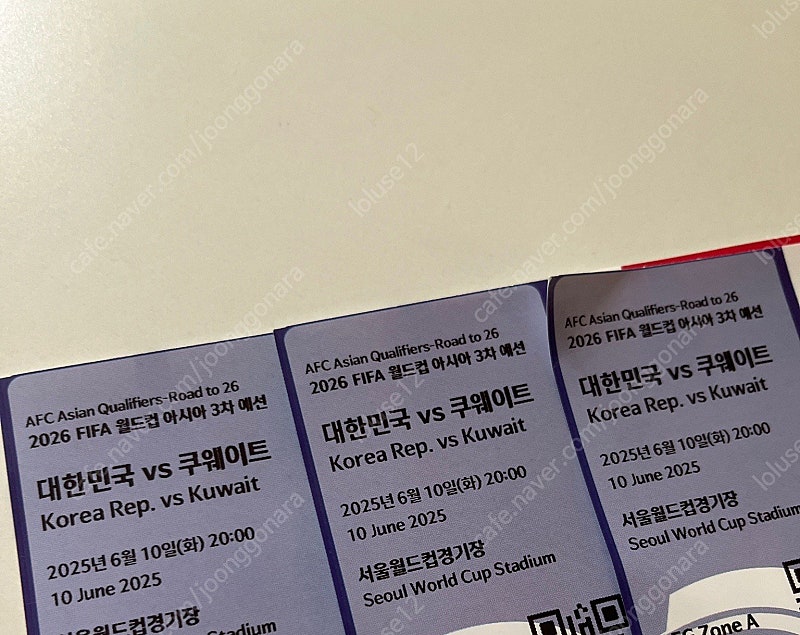 AFC Asian Qualifiers-Road to 26
2026 FIFA 월드컵 아시아 3차 예선
대한민국 vs 쿠웨이트
Korea Rep. vs Kuwait
2025년 6월 10일(화) 20:00
10 June 2025
서울월드컵경기장
Seoul World Cup Stadium
AFC Asian Qualifiers-Road to 26
2026 FIFA 월드컵 아시아 3차 예선
대한민국 vs 쿠웨이트
Korea Rep. vs Kuwait
2025년 6월 10일(화) 20:00
10 June 2025
서울월드컵경기장
Seoul World Cup Stadium
AFC Asian Qualifiers-Road to 26
2026 FIFA 월드컵 아시아 3차 예선
대한민국 vs 쿠웨이트
Korea Rep. vs Kuwait
2025년 6월 10일(화) 20:00
10 June 2025
서울월드컵경기장
Seoul World Cup Stadium
Zone A
cafe.naver.com/joonggonara
loluse12